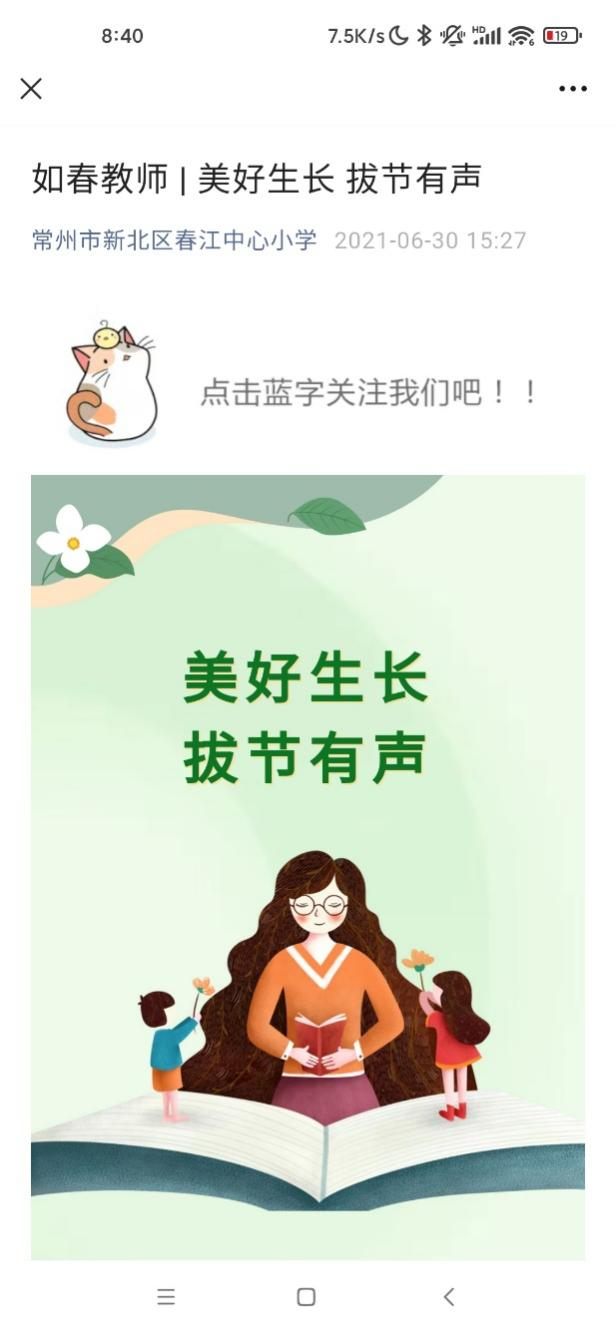 8:40 7.5K/s HD 6 19
如春教师 | 美好生长 拔节有声
常州市新北区春江中心小学 2021-06-30 15:27
点击蓝字关注我们吧！！
美好生长
拔节有声